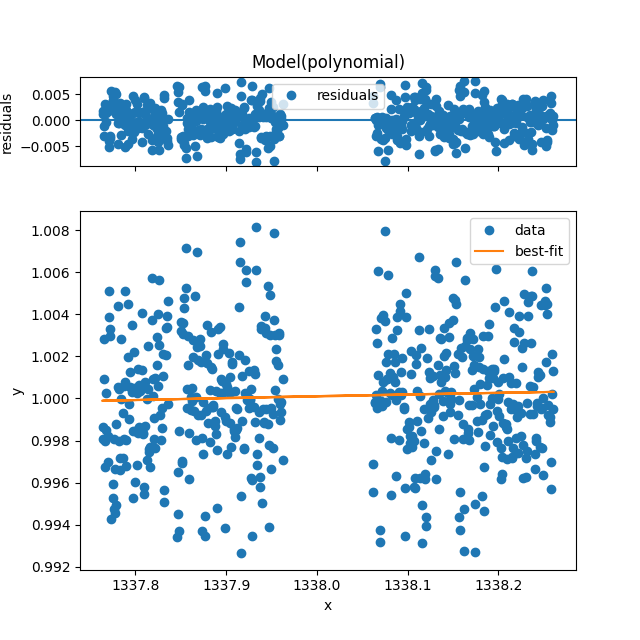 Model(polynomial)
residuals
0.005
0.000
−0.005
residuals
y
1.008
1.006
1.004
1.002
1.000
0.998
0.996
0.994
0.992
data
best-fit
1337.8 1337.9 1338.0 1338.1 1338.2
x